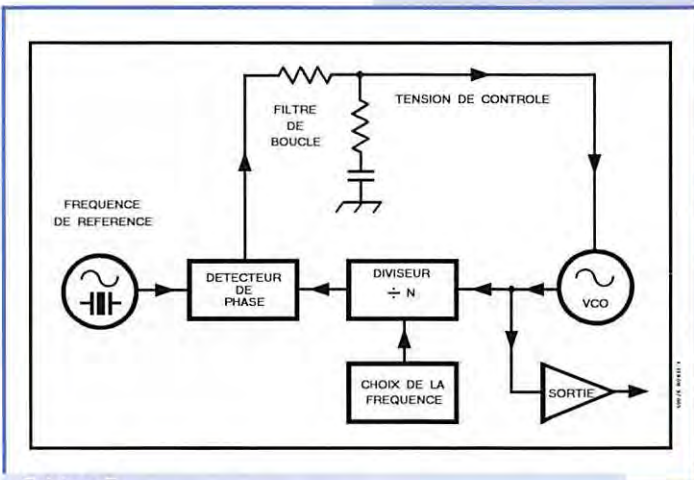 FILTRE
DE
BOUCLE
TENSION DE CONTROLE
FREQUENCE
DE REFERENCE
DETECTEUR
DE
PHASE
DIVISEUR
÷ N
VCO
CHOIX DE LA
FREQUENCE
SORTIE